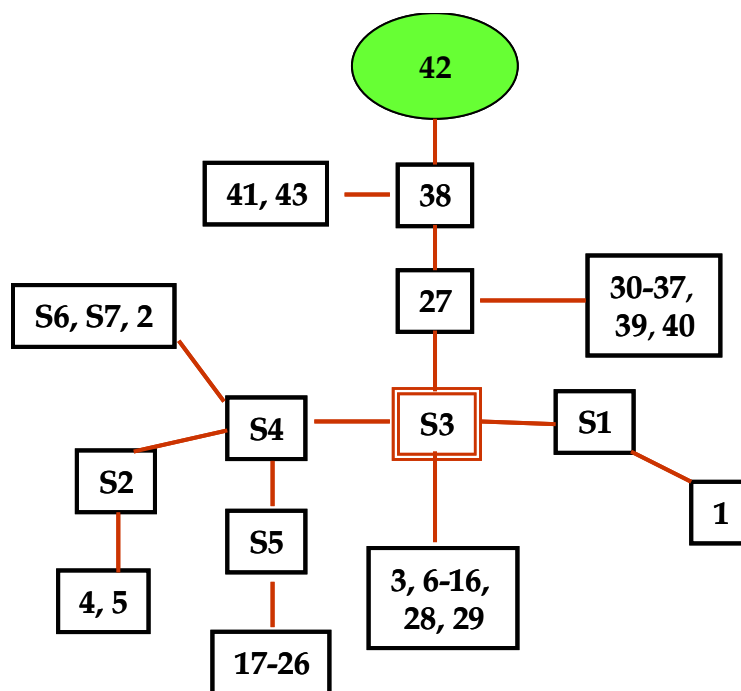 42
41, 43
38
27
30-37,
39, 40
S6, S7, 2
S4
S3
S1
S2
1
S5
4, 5
3, 6-16,
28, 29
17-26